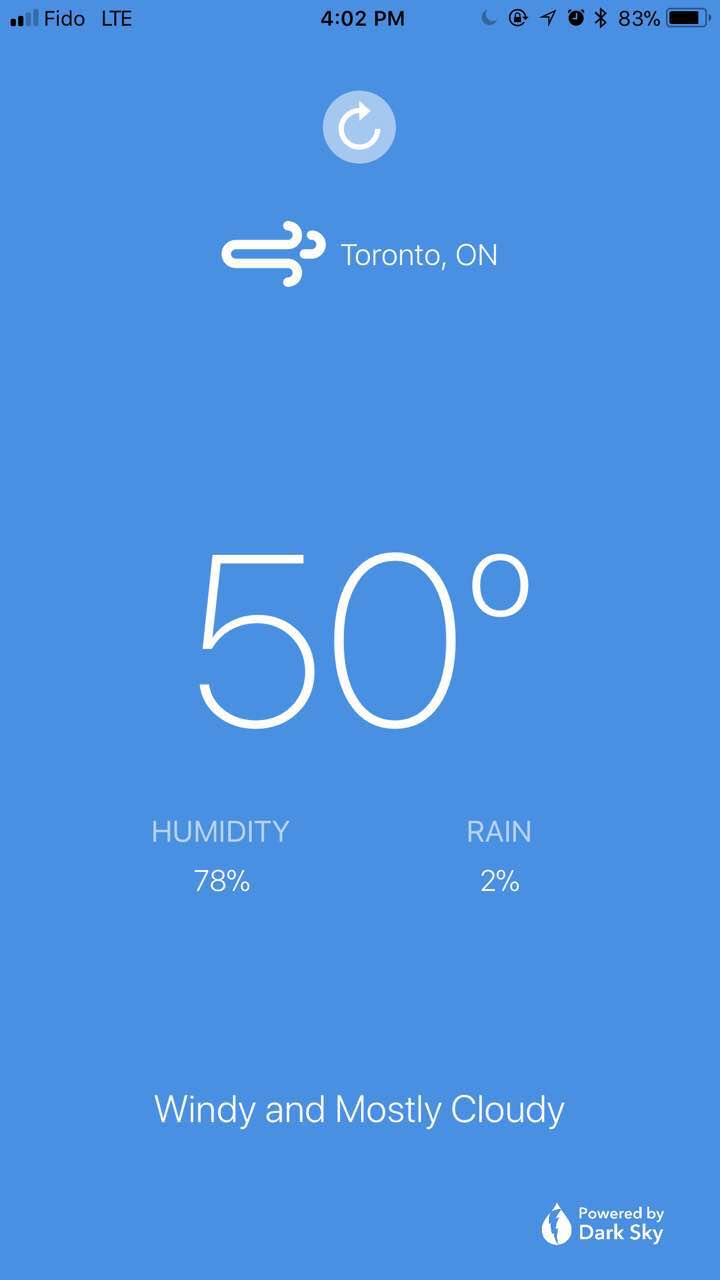 Fido LTE 4:02 PM 83%
Toronto, ON
50°
HUMIDITY RAIN
78% 2%
Windy and Mostly Cloudy
Powered by
Dark Sky